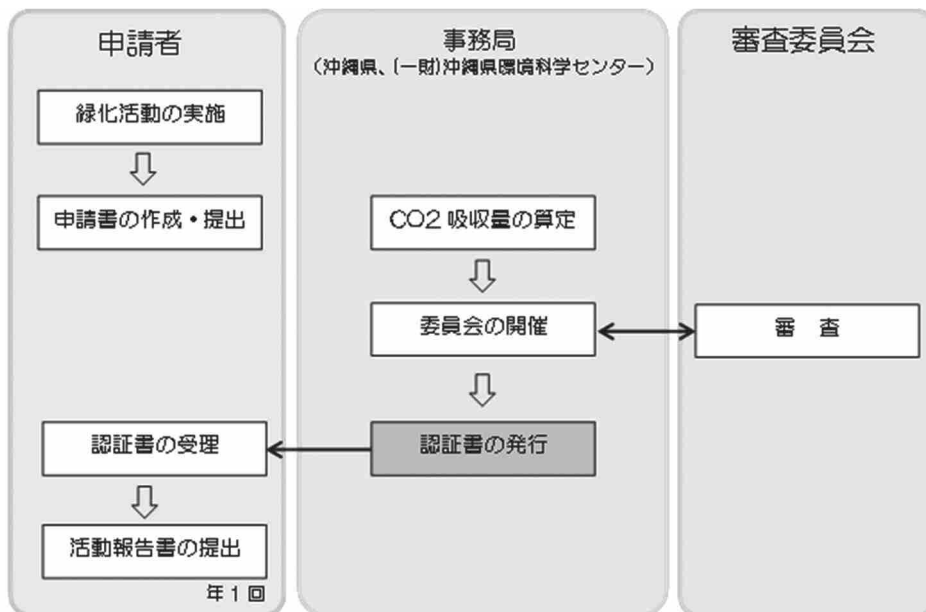 申請者
緑化活動の実施
申請書の作成・提出
認証書の受理
活動報告書の提出
年1回
事務局
(沖縄県、(一財)沖縄県環境科学センター)
CO2 吸収量の算定
委員会の開催
認証書の発行
審査委員会
審 査